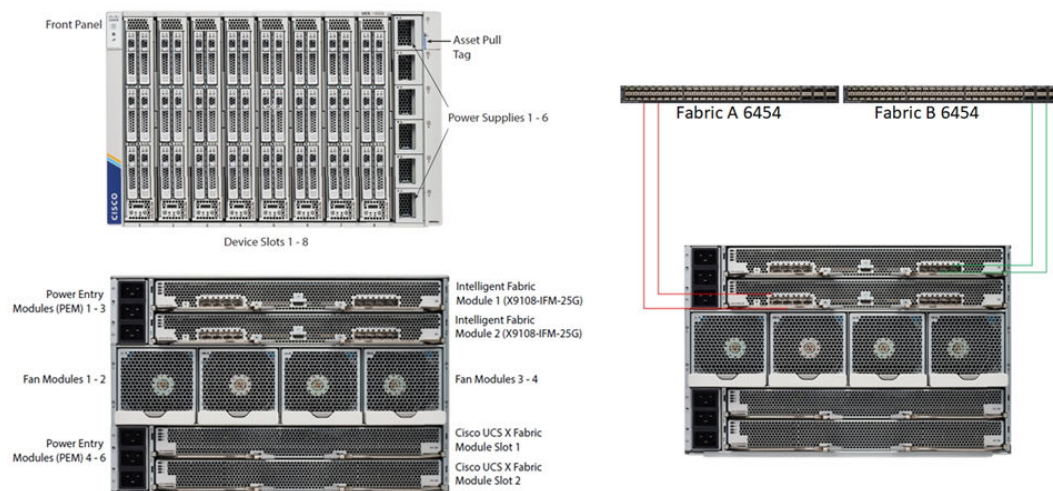 Front Panel
Asset Pull
Tag
Power Supplies 1 - 6
CISCO
Device Slots 1 - 8
Power Entry
Modules (PEM) 1 - 3
Intelligent Fabric
Module 1 (X9108-IFM-25G)
Intelligent Fabric
Module 2 (X9108-IFM-25G)
Fan Modules 1 - 2
Fan Modules 3 - 4
Power Entry
Modules (PEM) 4 - 6
Cisco UCS X Fabric
Module Slot 1
Cisco UCS X Fabric
Module Slot 2
Fabric A 6454
Fabric B 6454